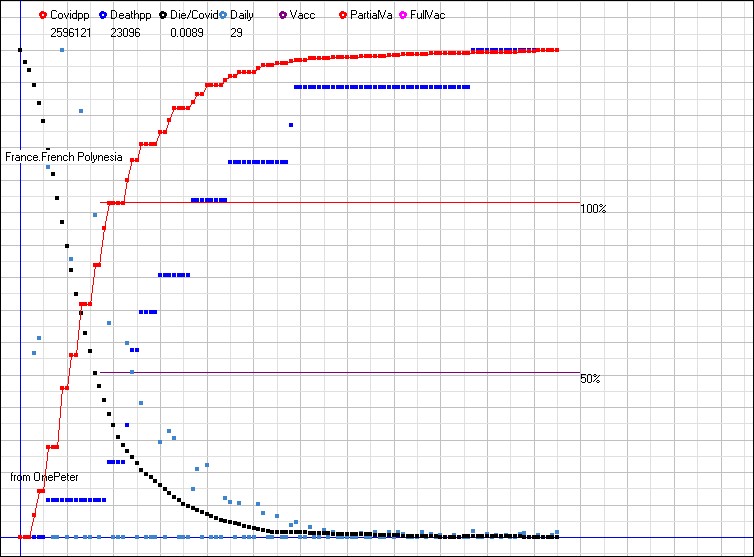 Covidpp Deathpp Die/Covid Daily Vacc PartialVa FullVac
2596121 23096 0.0089 29
France.French Polynesia
100%
50%
from OnePeter